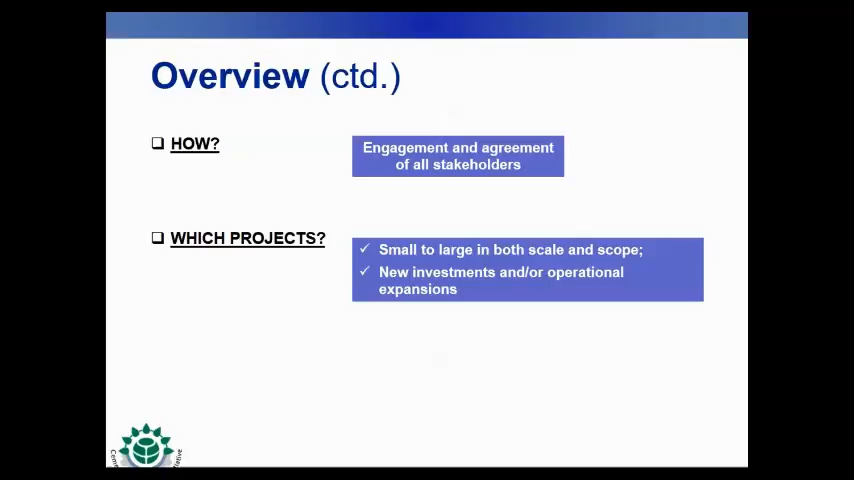 Overview (ctd.)
HOW?
Engagement and agreement
of all stakeholders
WHICH PROJECTS?
Small to large in both scale and scope;
New investments and/or operational
expansions